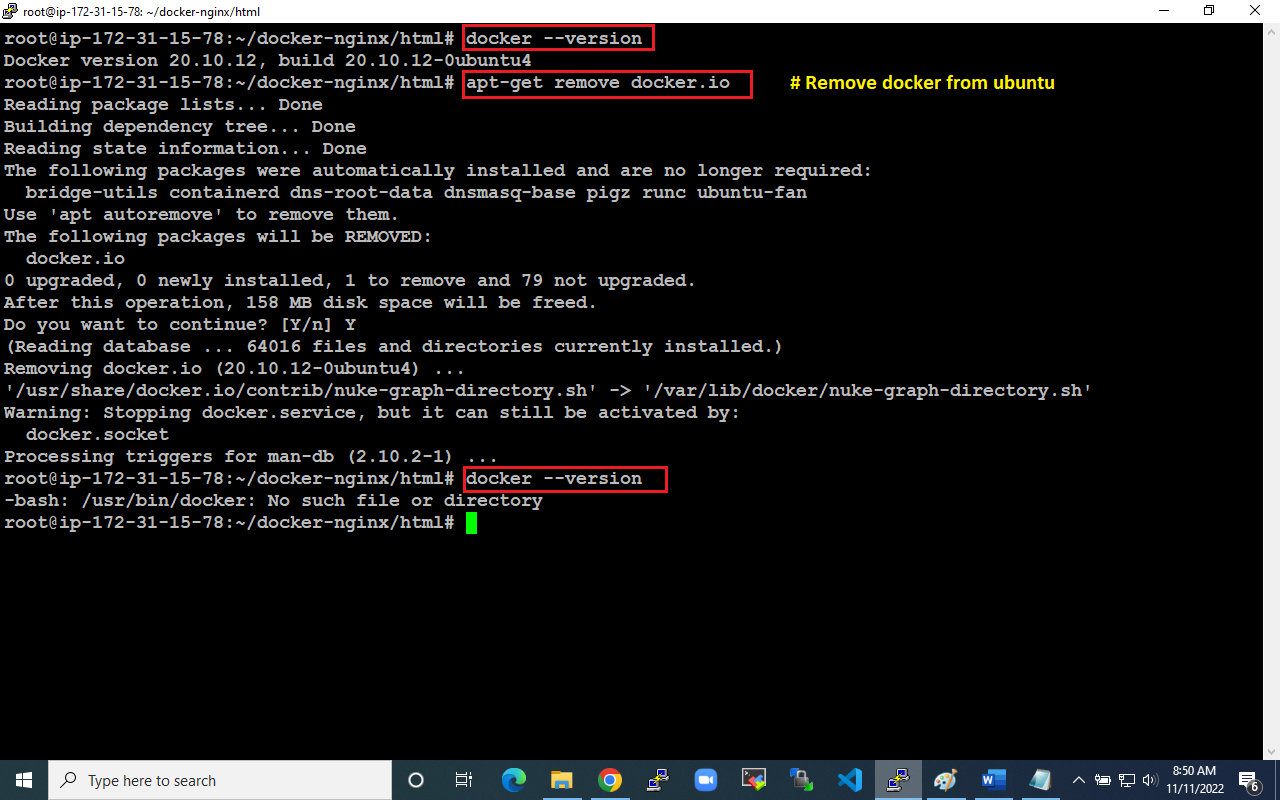 root@ip-172-31-15-78: ~/docker-nginx/html
root@ip-172-31-15-78:~/docker-nginx/html# docker --version
Docker version 20.10.12, build 20.10.12-0ubuntu4
root@ip-172-31-15-78:~/docker-nginx/html# apt-get remove docker.io # Remove docker from ubuntu
Reading package lists... Done
Building dependency tree... Done
Reading state information... Done
The following packages were automatically installed and are no longer required:
  bridge-utils containerd dns-root-data dnsmasq-base pigz runc ubuntu-fan
Use 'apt autoremove' to remove them.
The following packages will be REMOVED:
  docker.io
0 upgraded, 0 newly installed, 1 to remove and 79 not upgraded.
After this operation, 158 MB disk space will be freed.
Do you want to continue? [Y/n] Y
(Reading database ... 64016 files and directories currently installed.)
Removing docker.io (20.10.12-0ubuntu4) ...
'/usr/share/docker.io/contrib/nuke-graph-directory.sh' -> '/var/lib/docker/nuke-graph-directory.sh'
Warning: Stopping docker.service, but it can still be activated by:
  docker.socket
Processing triggers for man-db (2.10.2-1) ...
root@ip-172-31-15-78:~/docker-nginx/html# docker --version
-bash: /usr/bin/docker: No such file or directory
root@ip-172-31-15-78:~/docker-nginx/html#
Type here to search
8:50 AM
11/11/2022
6